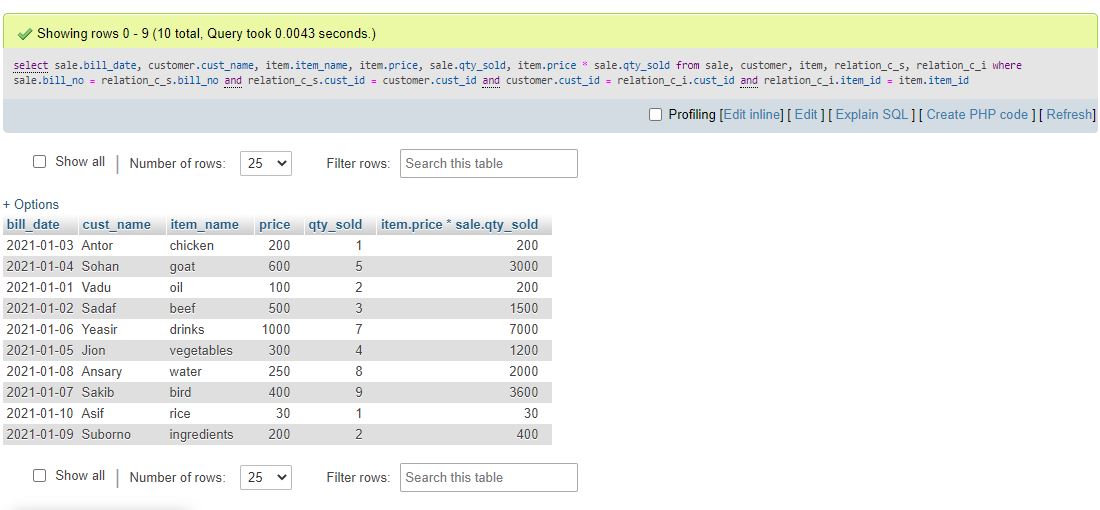 Showing rows 0 - 9 (10 total, Query took 0.0043 seconds.)
select sale.bill_date, customer.cust_name, item.item_name, item.price, sale.qty_sold, item.price * sale.qty_sold from sale, customer, item, relation_c_s, relation_c_i where
sale.bill_no = relation_c_s.bill_no and relation_c_s.cust_id = customer.cust_id and customer.cust_id = relation_c_i.cust_id and relation_c_i.item_id = item.item_id
Profiling [Edit inline] [ Edit ] [ Explain SQL ] [ Create PHP code ] [ Refresh]
Show all | Number of rows: 25 Filter rows: Search this table
+ Options
bill_date cust_name item_name price qty_sold item.price * sale.qty_sold
2021-01-03 Antor chicken 200 1 200
2021-01-04 Sohan goat 600 5 3000
2021-01-01 Vadu oil 100 2 200
2021-01-02 Sadaf beef 500 3 1500
2021-01-06 Yeasir drinks 1000 7 7000
2021-01-05 Jion vegetables 300 4 1200
2021-01-08 Ansary water 250 8 2000
2021-01-07 Sakib bird 400 9 3600
2021-01-10 Asif rice 30 1 30
2021-01-09 Suborno ingredients 200 2 400
Show all | Number of rows: 25 Filter rows: Search this table